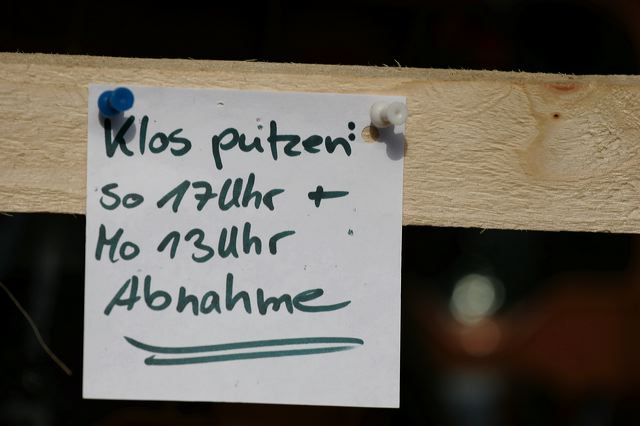 Klos putzen:
So 17Uhr +
Mo 13Uhr
Abnahme